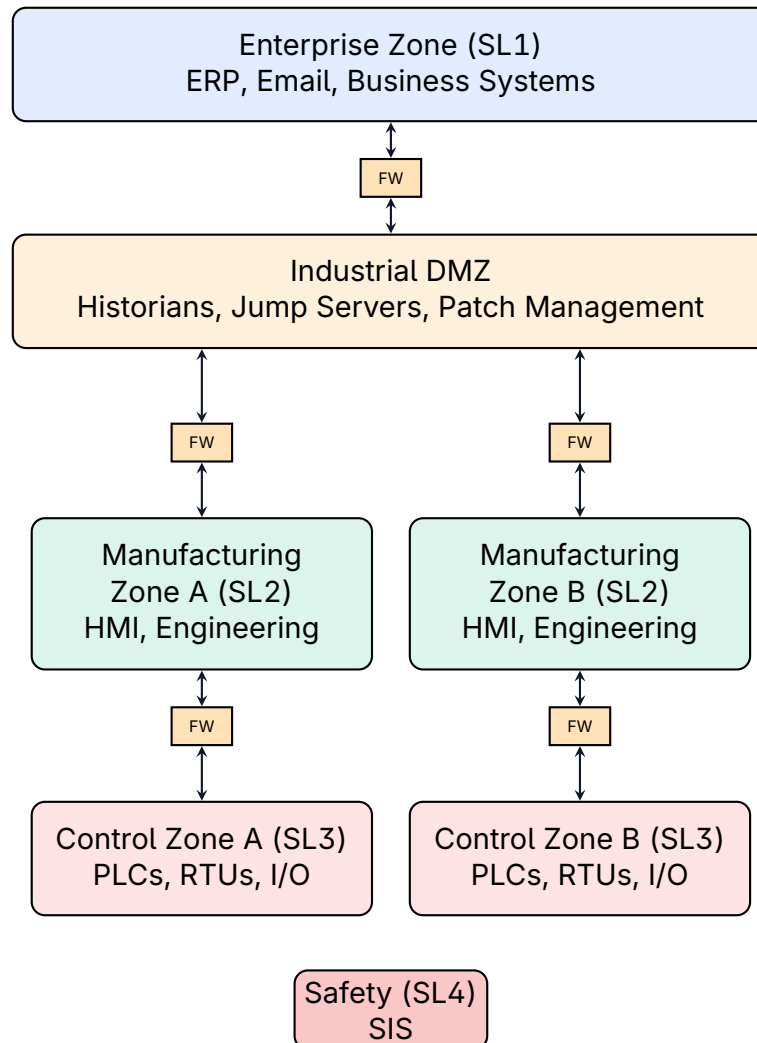 Enterprise Zone (SL1)
ERP, Email, Business Systems
FW
Industrial DMZ
Historians, Jump Servers, Patch Management
FW
FW
Manufacturing
Zone A (SL2)
HMI, Engineering
Manufacturing
Zone B (SL2)
HMI, Engineering
FW
FW
Control Zone A (SL3)
PLCs, RTUs, I/O
Control Zone B (SL3)
PLCs, RTUs, I/O
Safety (SL4)
SIS